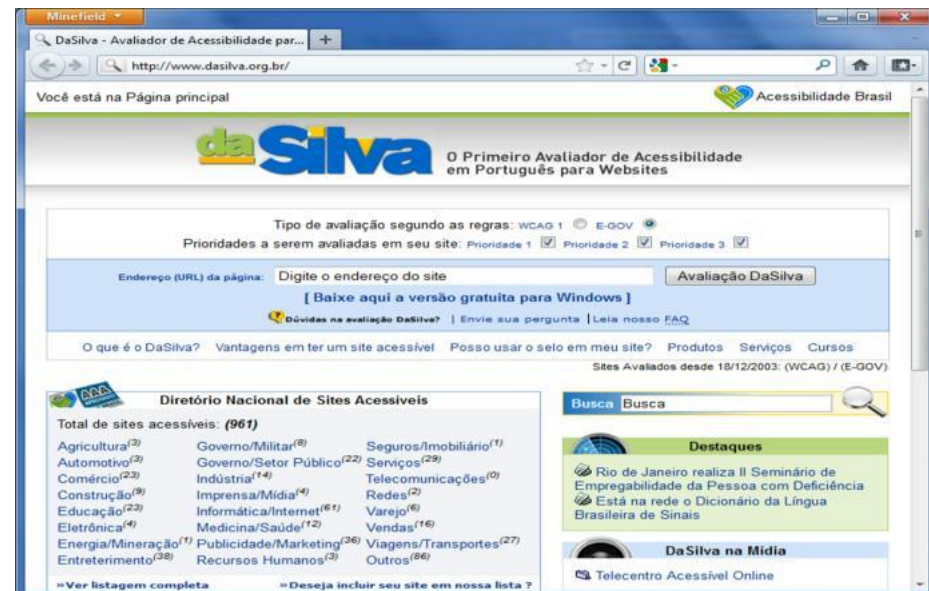 Minefield
DaSilva - Avaliador de Acessibilidade par...
http://www.dasilva.org.br/
Você está na Página principal
Acessibilidade Brasil
daSilva
O Primeiro Avaliador de Acessibilidade
em Português para Websites
Tipo de avaliação segundo as regras: WCAG 1 E-GOV
Prioridades a serem avaliadas em seu site: Prioridade 1 Prioridade 2 Prioridade 3
Endereço (URL) da página: Digite o endereço do site Avaliação DaSilva
[ Baixe aqui a versão gratuita para Windows ]
Dúvidas na avaliação DaSilva? | Envie sua pergunta | Leia nosso FAQ
O que é o DaSilva? Vantagens em ter um site acessível Posso usar o selo em meu site? Produtos Serviços Cursos
Sites Avaliados desde 18/12/2003: (WCAG) / (E-GOV)
AAA
Diretório Nacional de Sites Acessíveis
Total de sites acessíveis: (961)
Agricultura(3) Governo/Militar(8) Seguros/Imobiliário(1)
Automotivo(3) Governo/Setor Público(22) Serviços(29)
Comércio(23) Indústria(14) Telecomunicações(0)
Construção(9) Imprensa/Mídia(4) Redes(2)
Educação(23) Informática/Internet(61) Varejo(6)
Eletrônica(4) Medicina/Saúde(12) Vendas(16)
Energia/Mineração(1) Publicidade/Marketing(36) Viagens/Transportes(27)
Entreterimento(38) Recursos Humanos(3) Outros(86)
»Ver listagem completa »Deseja incluir seu site em nossa lista ?
Busca Busca
Destaques
Rio de Janeiro realiza II Seminário de
Empregabilidade da Pessoa com Deficiência
Está na rede o Dicionário da Língua
Brasileira de Sinais
DaSilva na Mídia
Telecentro Acessível Online